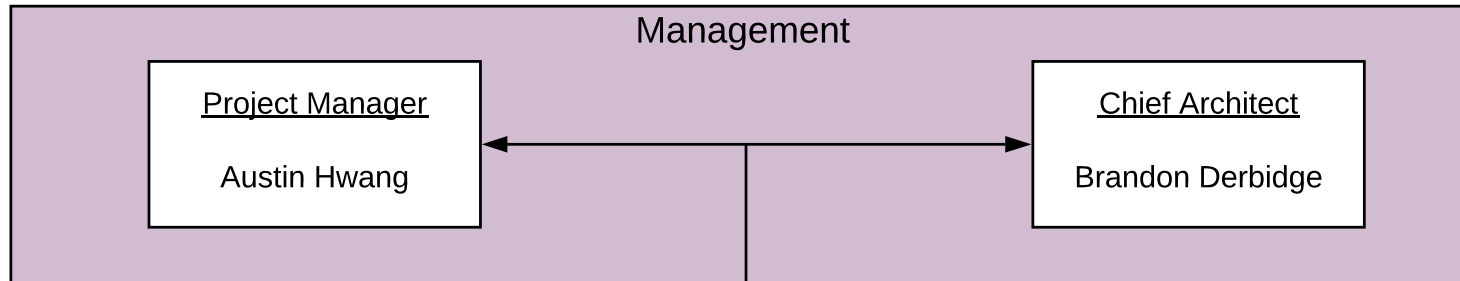 Management
Project Manager
Austin Hwang
Chief Architect
Brandon Derbidge